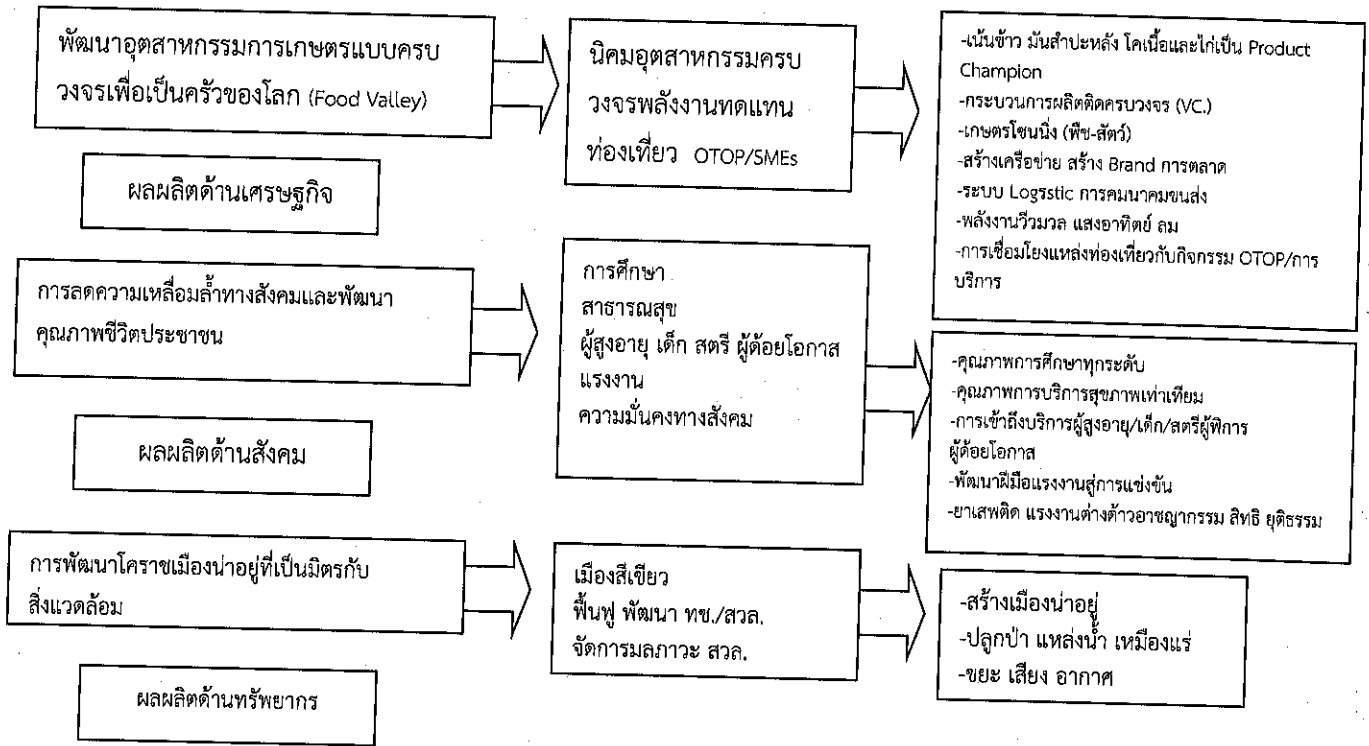 พัฒนาอุตสาหกรรมการเกษตรแบบครบ
วงจรเพื่อเป็นครัวของโลก (Food Valley)
ผลผลิตด้านเศรษฐกิจ
นิคมอุตสาหกรรมครบ
วงจรพลังงานทดแทน
ท่องเที่ยว OTOP/SMEs
-เน้นข้าว มันสำปะหลัง โคเนื้อและไก่เป็น Product
Champion
-กระบวนการผลิตติดครบวงจร (VC.)
-เกษตรโซนนิ่ง (พืช-สัตว์)
-สร้างเครือข่าย สร้าง Brand การตลาด
-ระบบ Logรstic การคมนาคมขนส่ง
-พลังงานวีวมวล แสงอาทิตย์ ลม
-การเชื่อมโยงแหล่งท่องเที่ยวกับกิจกรรม OTOP/การ
บริการ
การลดความเหลื่อมล้ำทางสังคมและพัฒนา
คุณภาพชีวิตประชาชน
ผลผลิตด้านสังคม
การศึกษา
สาธารณสุข
ผู้สูงอายุ เด็ก สตรี ผู้ด้อยโอกาส
แรงงาน
ความมั่นคงทางสังคม
-คุณภาพการศึกษาทุกระดับ
-คุณภาพการบริการสุขภาพเท่าเทียม
-การเข้าถึงบริการผู้สูงอายุ/เด็ก/สตรีผู้พิการ
ผู้ด้อยโอกาส
-พัฒนาฝีมือแรงงานสู่การแข่งขัน
-ยาเสพติด แรงงานต่างด้าวอาชญากรรม สิทธิ ยุติธรรม
การพัฒนาโคราชเมืองน่าอยู่ที่เป็นมิตรกับ
สิ่งแวดล้อม
ผลผลิตด้านทรัพยากร
เมืองสีเขียว
ฟื้นฟู พัฒนา ทช./สวล.
จัดการมลภาวะ สวล.
-สร้างเมืองน่าอยู่
-ปลูกป่า แหล่งน้ำ เหมืองแร่
-ขยะ เสียง อากาศ